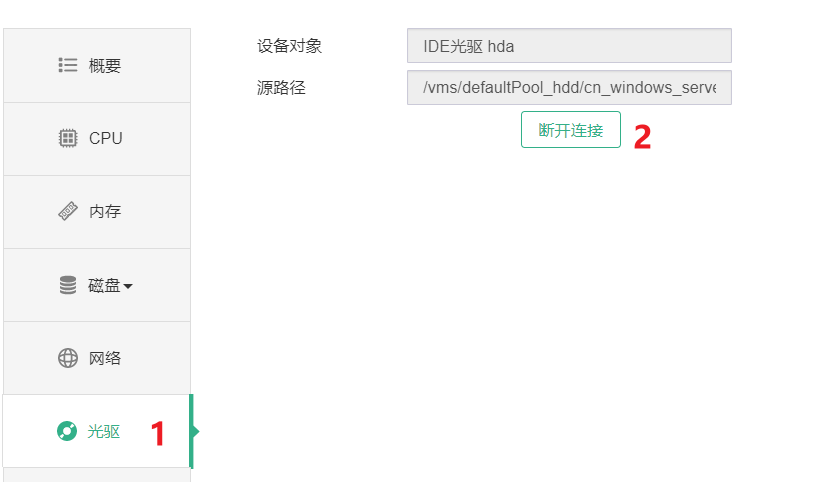 概要
CPU
内存
磁盘
网络
光驱 1
设备对象 IDE光驱 hda
源路径 /vms/defaultPool_hdd/cn_windows_serve
断开连接 2